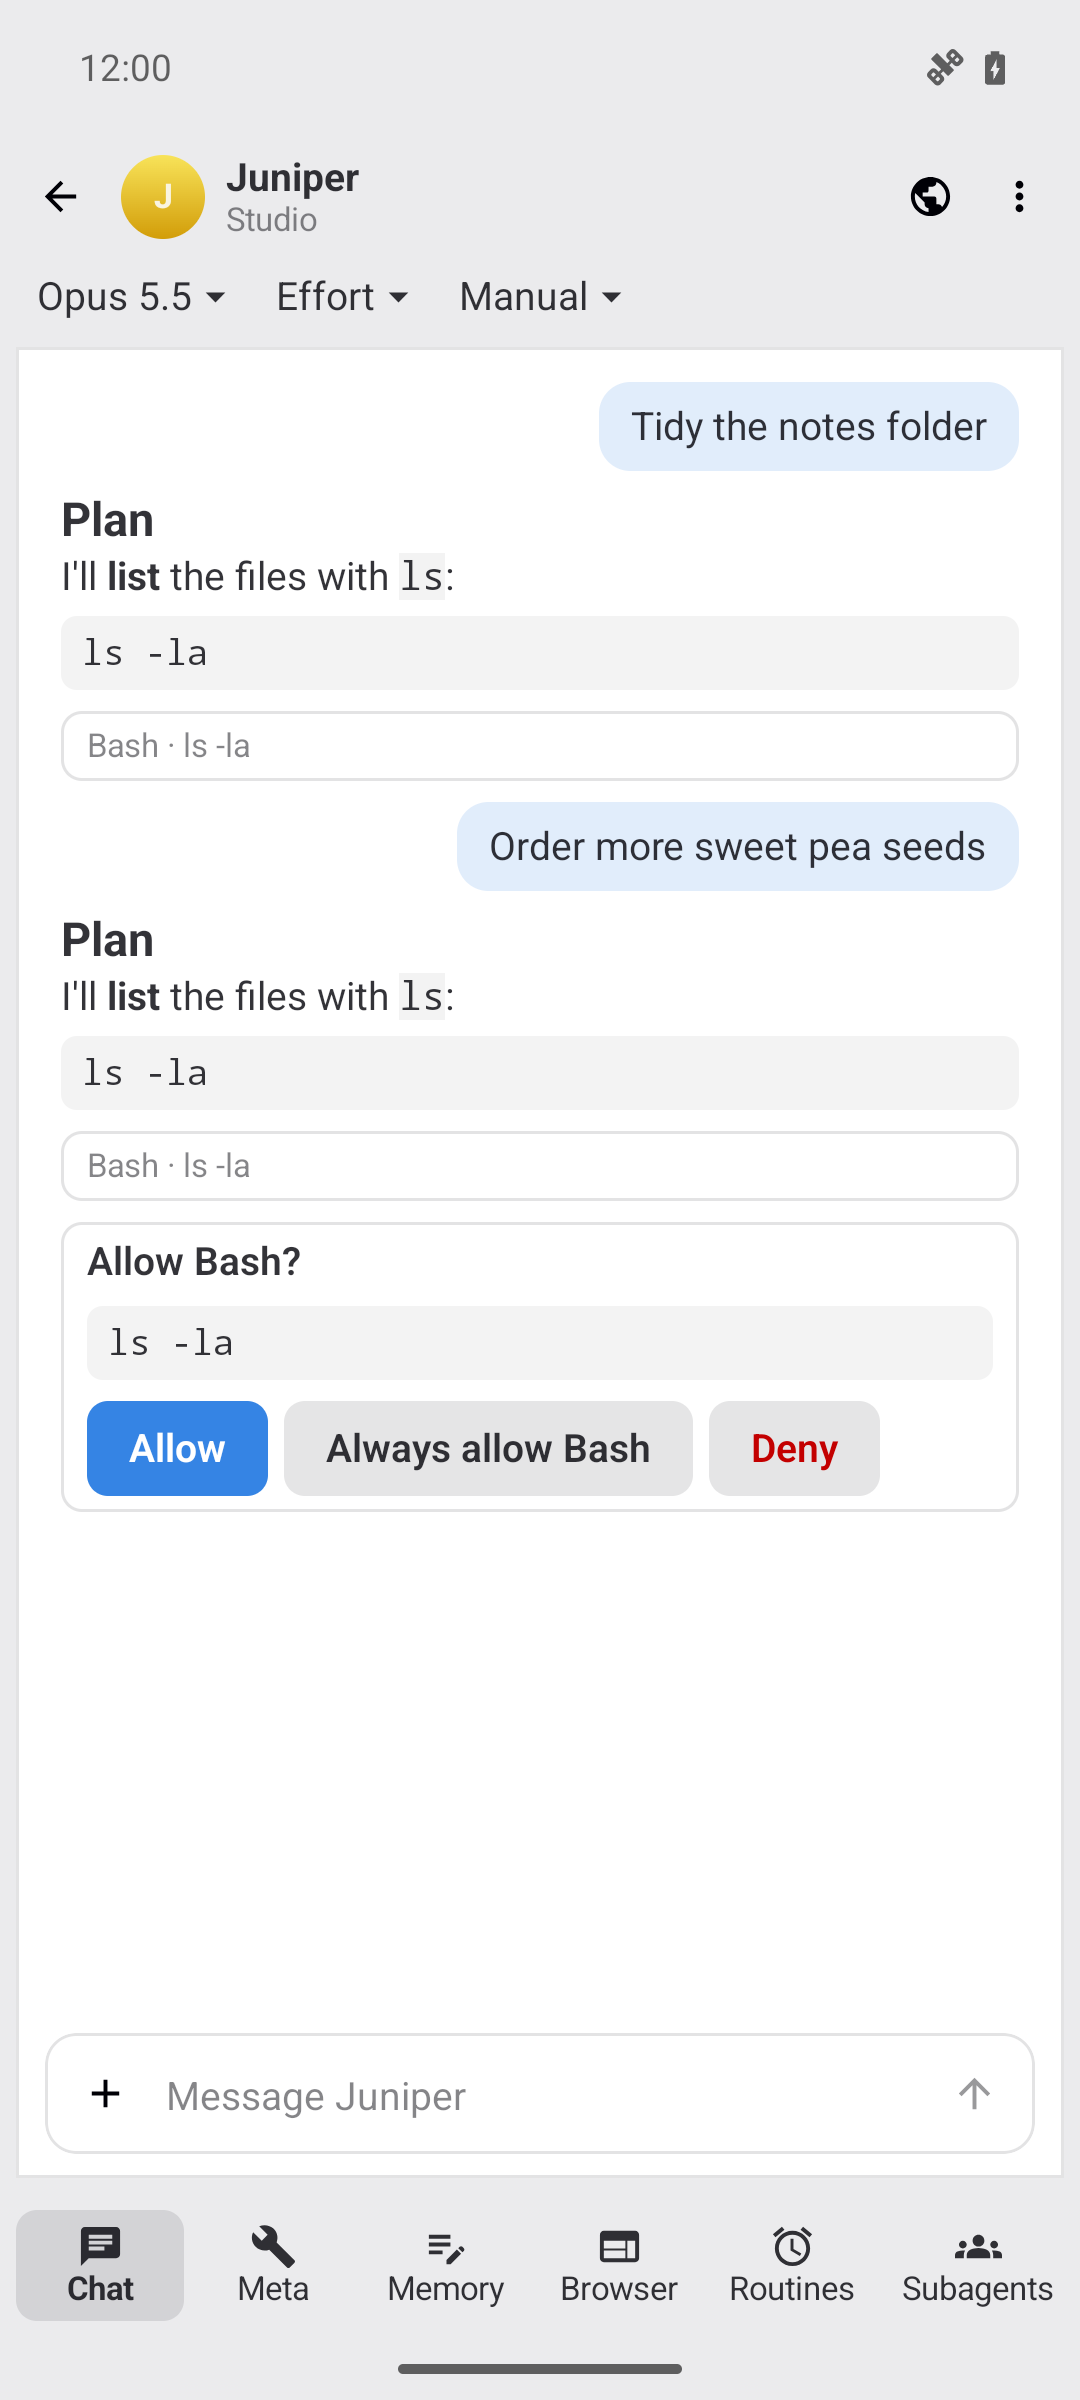 12:00
J
Juniper
Studio
Opus 5.5
Effort
Manual
Tidy the notes folder
Plan
I'll list the files with ls:
ls -la
Bash · ls -la
Order more sweet pea seeds
Plan
I'll list the files with ls:
ls -la
Bash · ls -la
Allow Bash?
ls -la
Allow
Always allow Bash
Deny
Message Juniper
Chat
Meta
Memory
Browser
Routines
Subagents